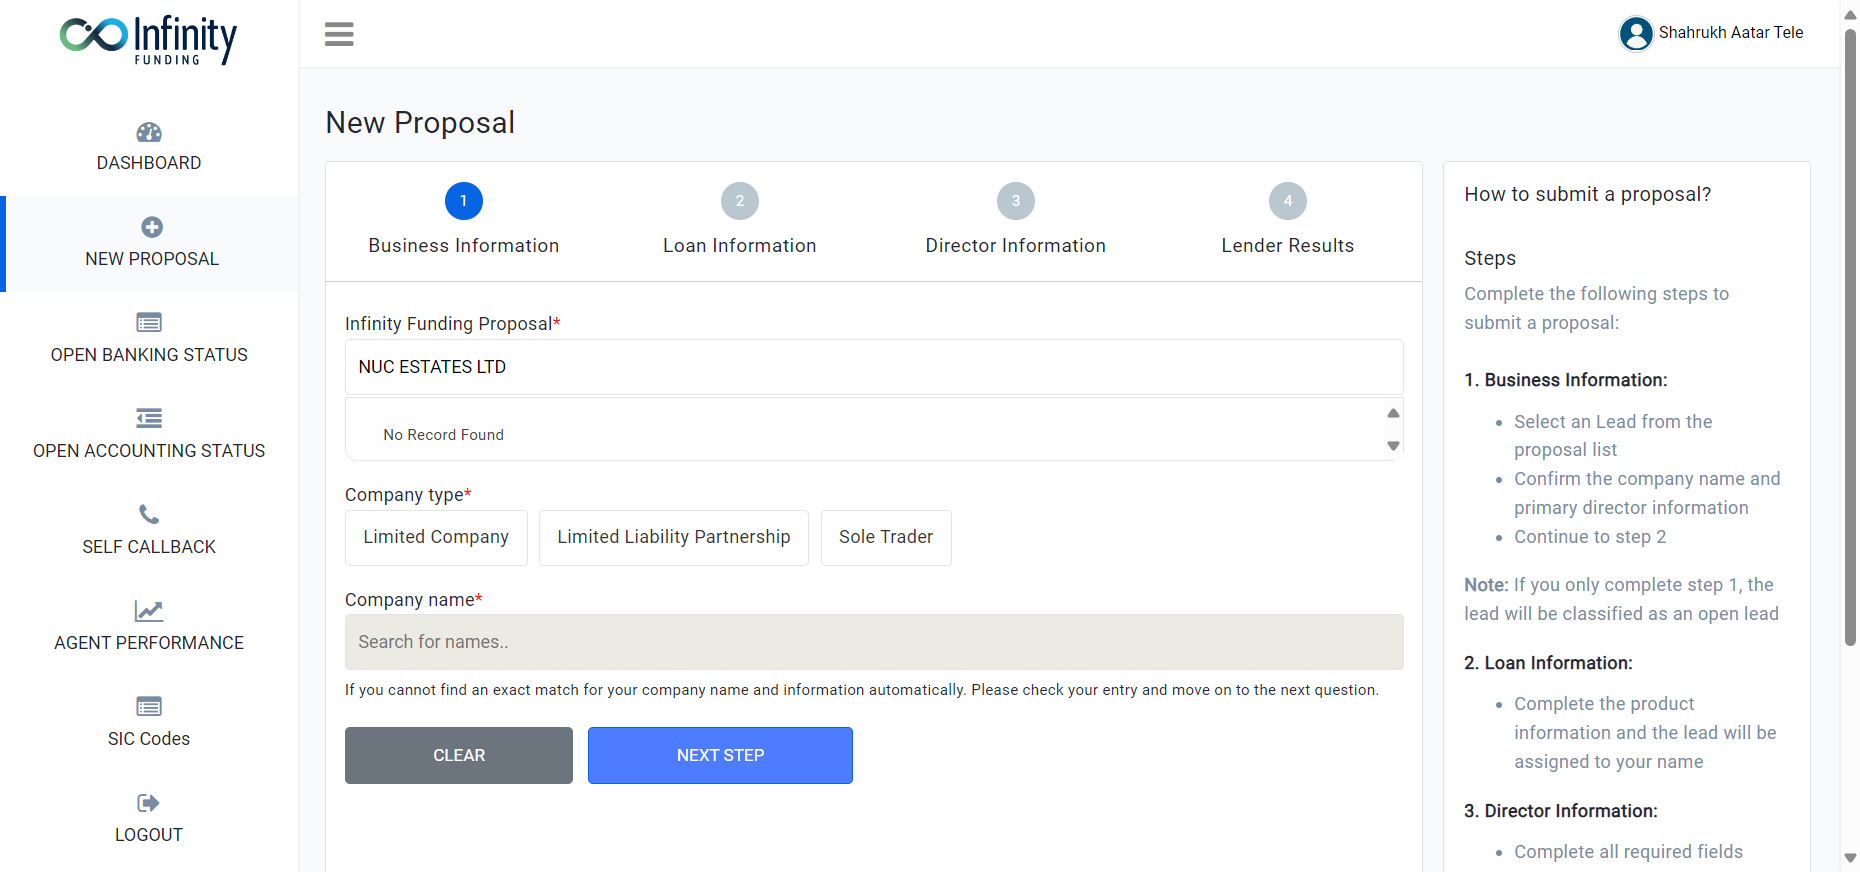 Infinity
FUNDING
Shahrukh Aatar Tele
DASHBOARD
NEW PROPOSAL
OPEN BANKING STATUS
OPEN ACCOUNTING STATUS
SELF CALLBACK
AGENT PERFORMANCE
SIC Codes
LOGOUT
New Proposal
1
2
3
4
Business Information
Loan Information
Director Information
Lender Results
Infinity Funding Proposal*
NUC ESTATES LTD
No Record Found
Company type*
Limited Company
Limited Liability Partnership
Sole Trader
Company name*
Search for names..
If you cannot find an exact match for your company name and information automatically. Please check your entry and move on to the next question.
CLEAR
NEXT STEP
How to submit a proposal?
Steps
Complete the following steps to
submit a proposal:
1. Business Information:
• Select an Lead from the
proposal list
• Confirm the company name and
primary director information
• Continue to step 2
Note: If you only complete step 1, the
lead will be classified as an open lead
2. Loan Information:
• Complete the product
information and the lead will be
assigned to your name
3. Director Information:
• Complete all required fields